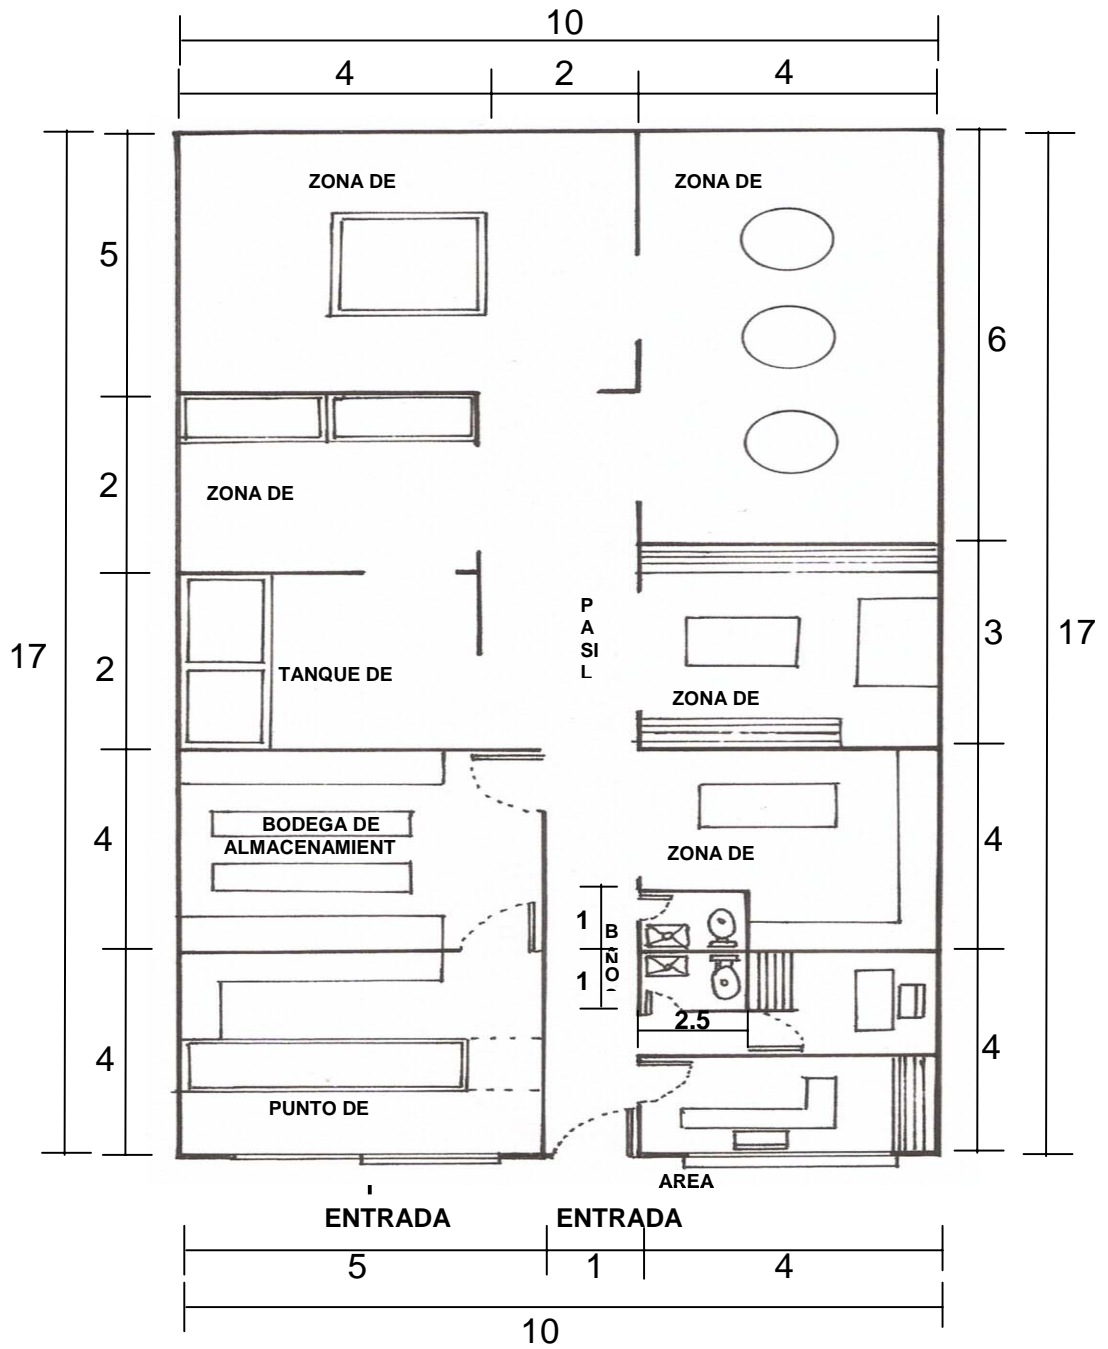 10
4 2 4
ZONA DE ZONA DE
5
6
2
ZONA DE
P
A
SI
L
3
17 17
2
TANQUE DE
ZONA DE
BODEGA DE
ALMACENAMIENT
4 4
ZONA DE
1
B
Ñ
O
1
2.5
4 4
PUNTO DE
AREA
ENTRADA ENTRADA
5 1 4
10